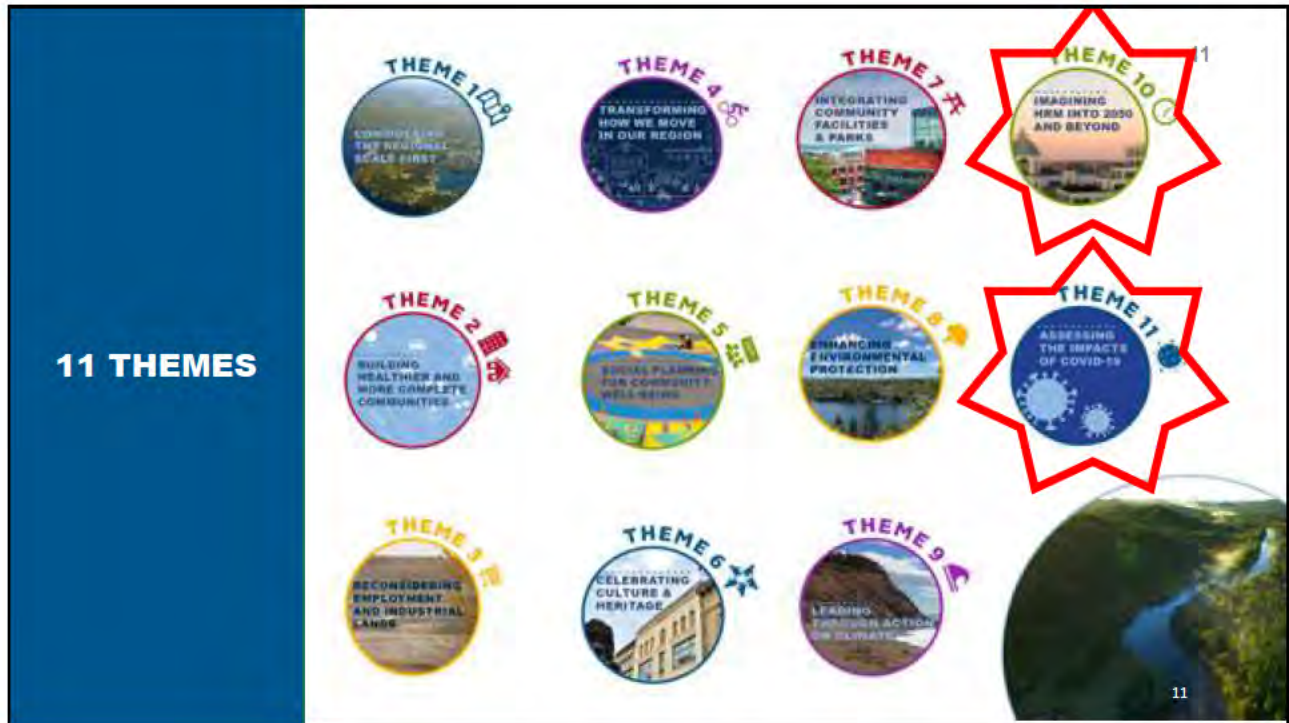 11 THEMES
THEME 1
CONSIDERING
THE REGIONAL
SCALE FIRST
THEME 2
BUILDING
HEALTHIER AND
MORE COMPLETE
COMMUNITIES
THEME 3
RECONSIDERING
EMPLOYMENT
AND INDUSTRIAL
LANDS
THEME 4
TRANSFORMING
HOW WE MOVE
IN OUR REGION
THEME 5
SOCIAL PLANNING
FOR COMMUNITY
WELL-BEING
THEME 6
CELEBRATING
CULTURE &
HERITAGE
THEME 7
INTEGRATING
COMMUNITY
FACILITIES
& PARKS
THEME 8
ENHANCING
ENVIRONMENTAL
PROTECTION
THEME 9
LEADING
THROUGH ACTION
ON CLIMATE
THEME 10
IMAGINING
HRM INTO 2050
AND BEYOND
11
THEME 11
ASSESSING
THE IMPACTS
OF COVID-19
11